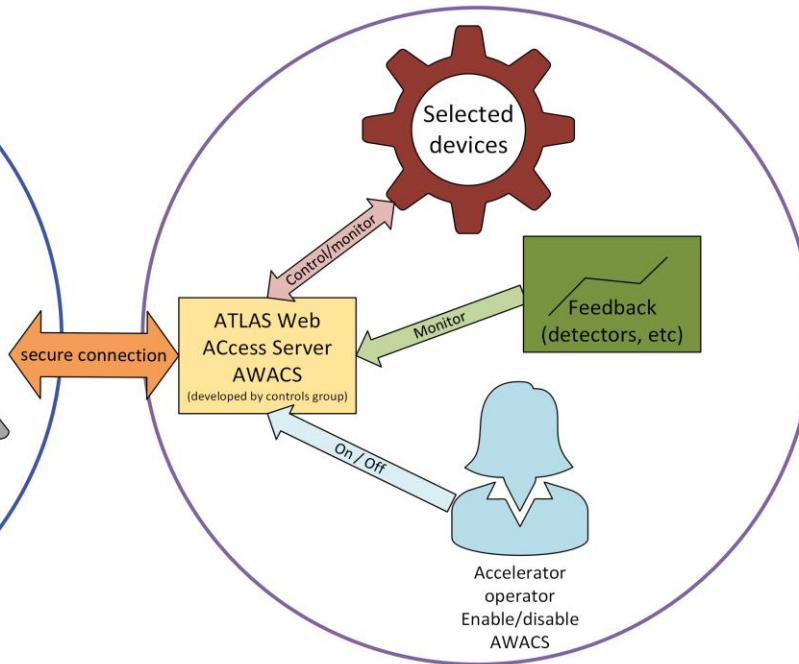 Selected
devices
Control/monitor
Feedback
(detectors, etc)
Monitor
ATLAS Web
ACcess Server
AWACS
(developed by controls group)
secure connection
On / Off
Accelerator
operator
Enable/disable
AWACS